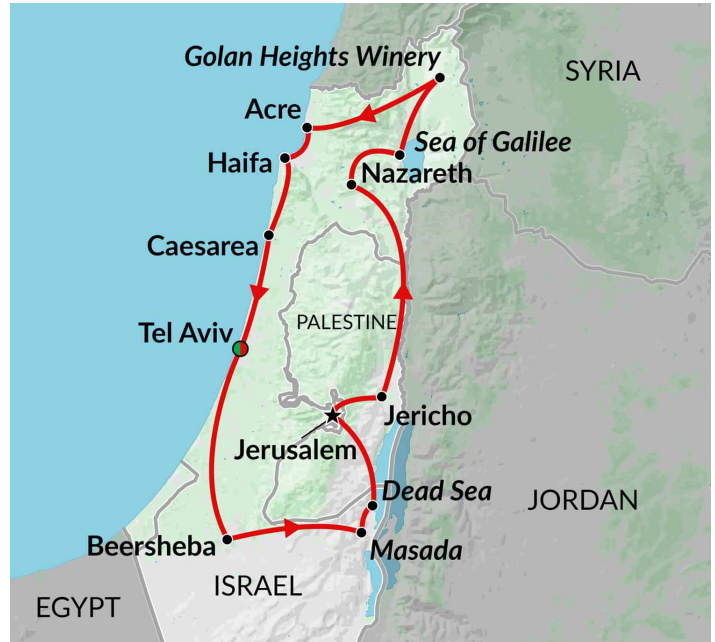 Golan Heights Winery
SYRIA
Acre
Sea of Galilee
Haifa
Nazareth
Caesarea
PALESTINE
Tel Aviv
Jericho
Jerusalem
Dead Sea
JORDAN
Beersheba
Masada
ISRAEL
EGYPT